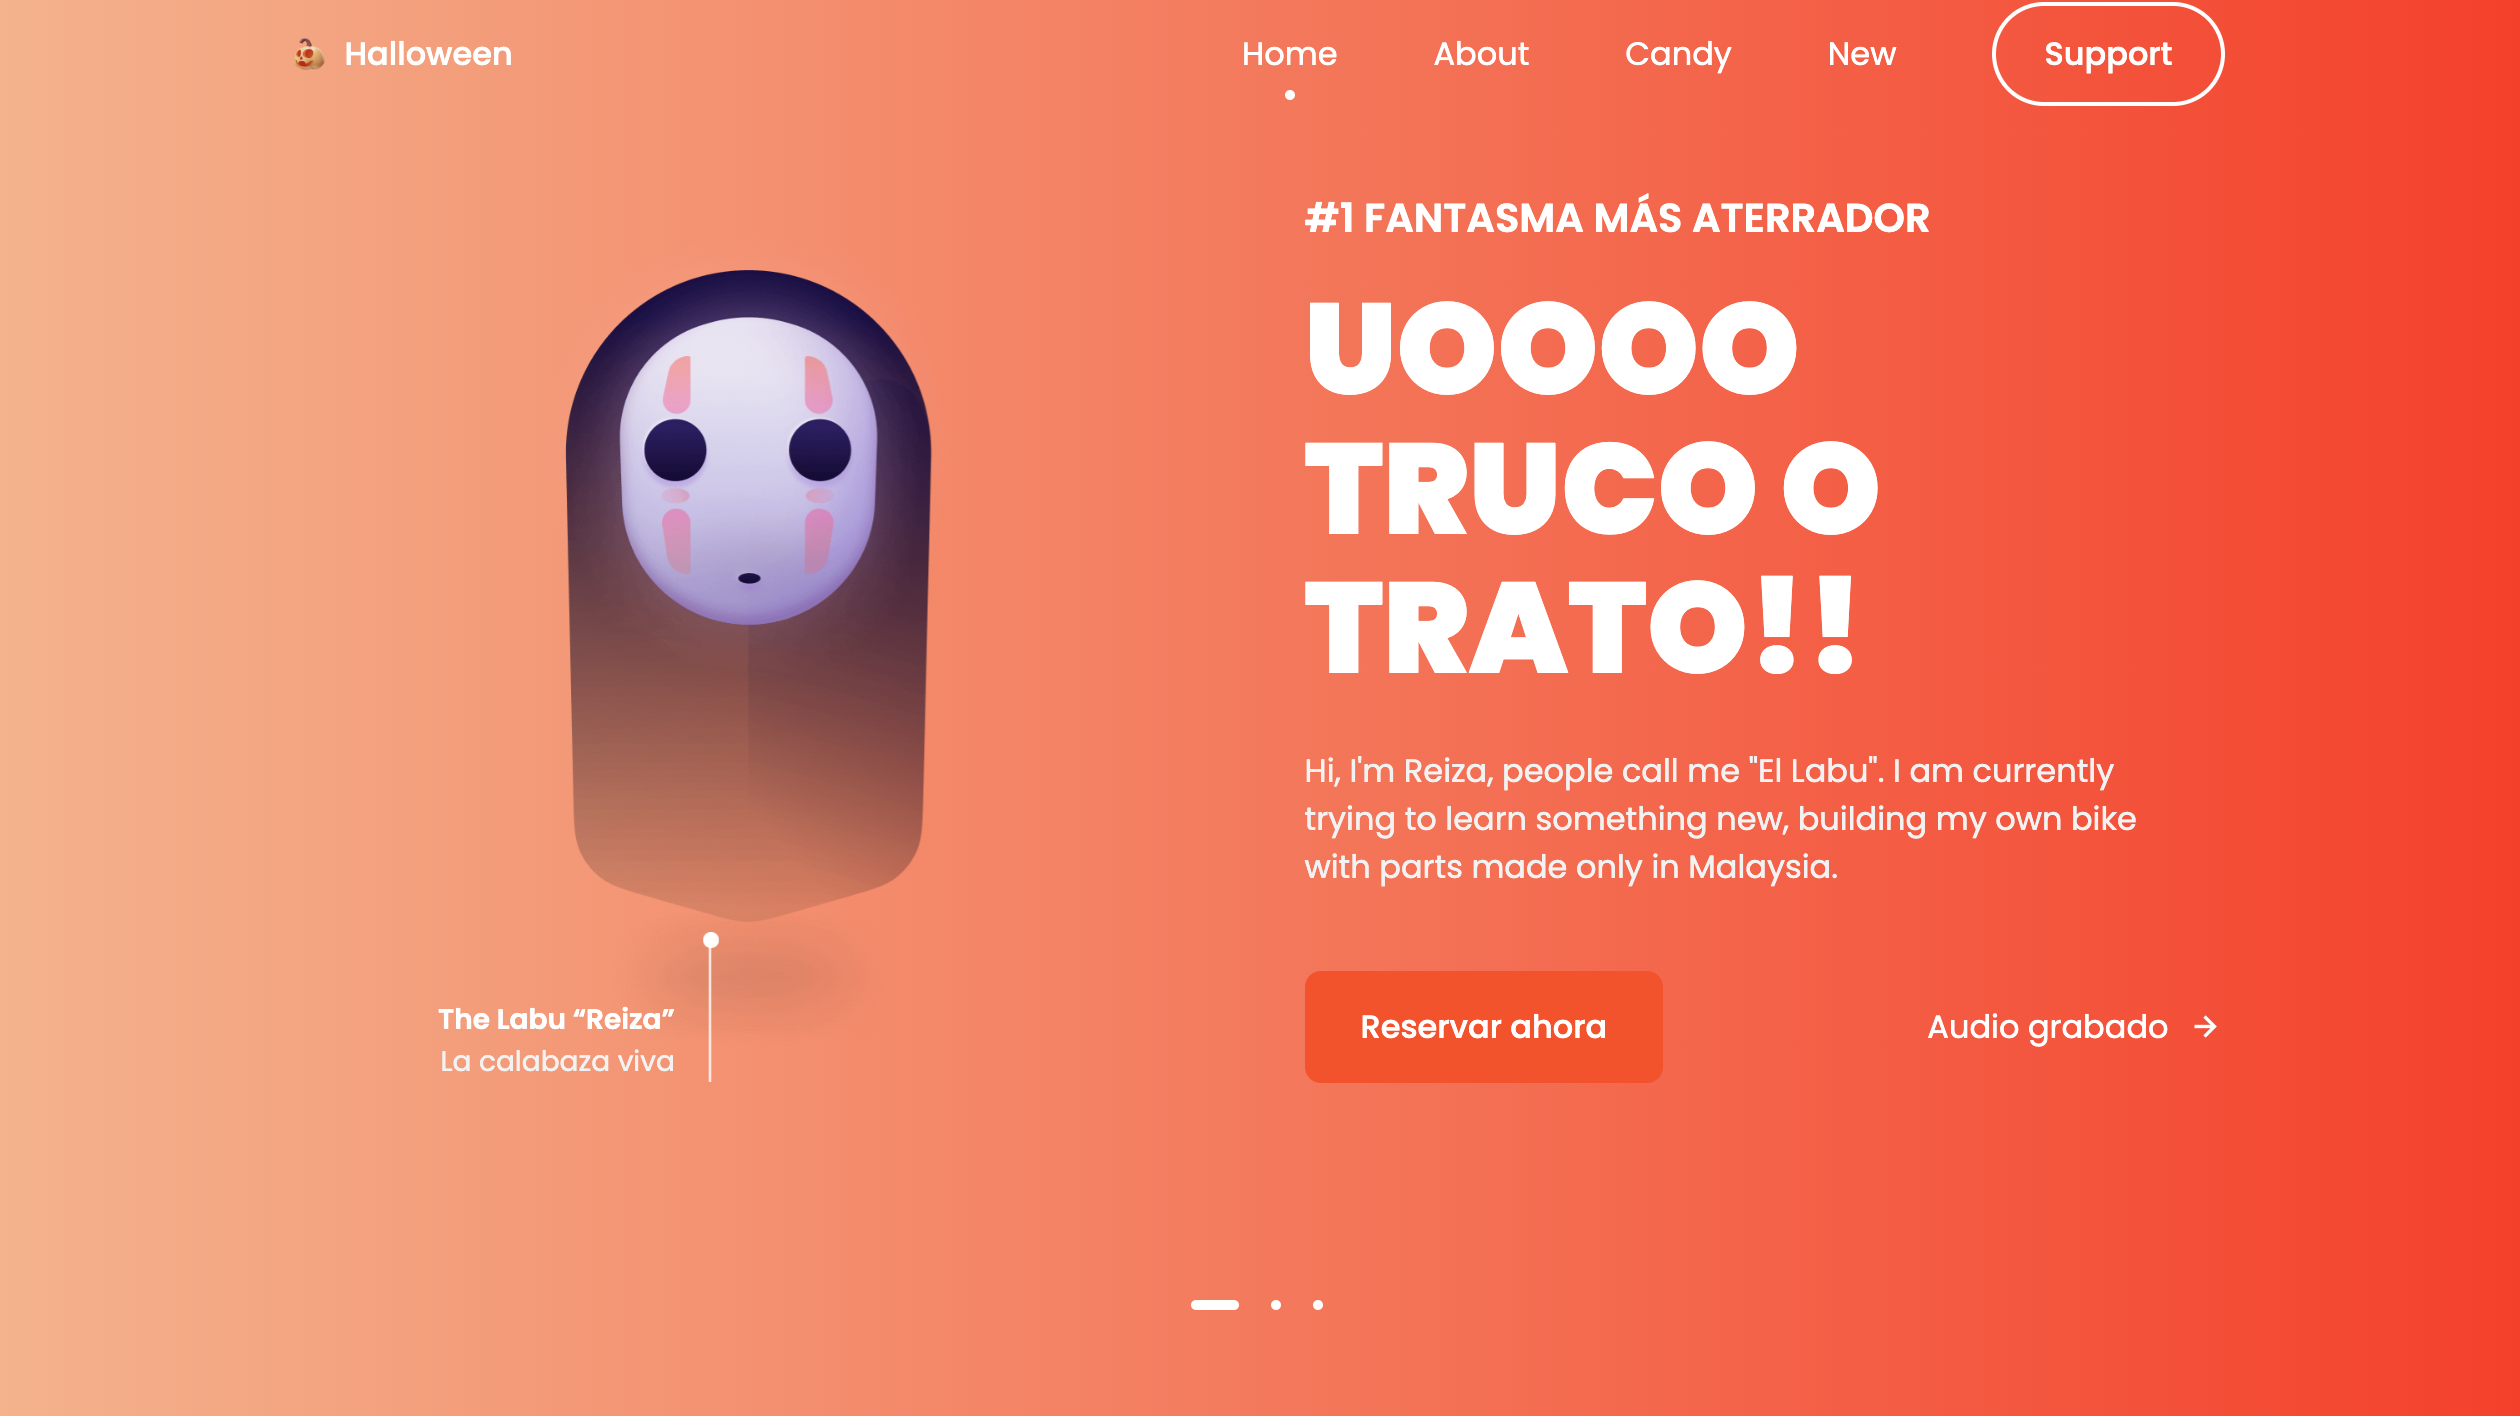 Halloween
Home
About
Candy
New
Support
#1 FANTASMA MÁS ATERRADOR
UOOOO
TRUCO O
TRATO!!
Hi, I'm Reiza, people call me "El Labu". I am currently
trying to learn something new, building my own bike
with parts made only in Malaysia.
Reservar ahora
Audio grabado →
The Labu “Reiza”
La calabaza viva